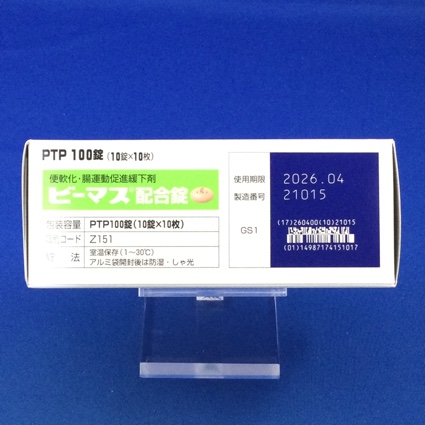 PTP 100錠 (10錠×10枚)
便軟化・腸運動促進緩下剤
ビーマス®配合錠
包装容量 PTP100錠(10錠×10枚)
コード Z151
法 室温保存(1～30℃)
アルミ袋開封後は防湿・しゃ光
使用期限 2026.04
製造番号 21015
GS1
(17)260400(10)21015
(01)14987174151017